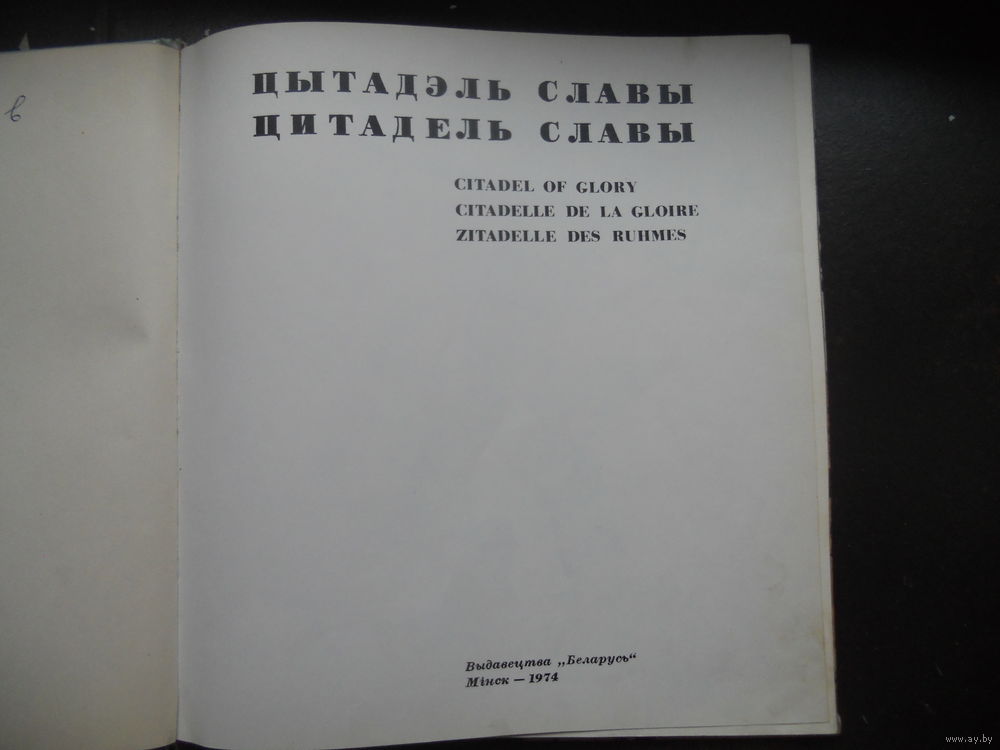 ЦЫТАДЭЛЬ СЛАВЫ
ЦИТАДЕЛЬ СЛАВЫ
CITADEL OF GLORY
CITADELLE DE LA GLOIRE
ZITADELLE DES RUHMES
Выдавецтва „Беларусь“
Мінск — 1974
www.ay.by